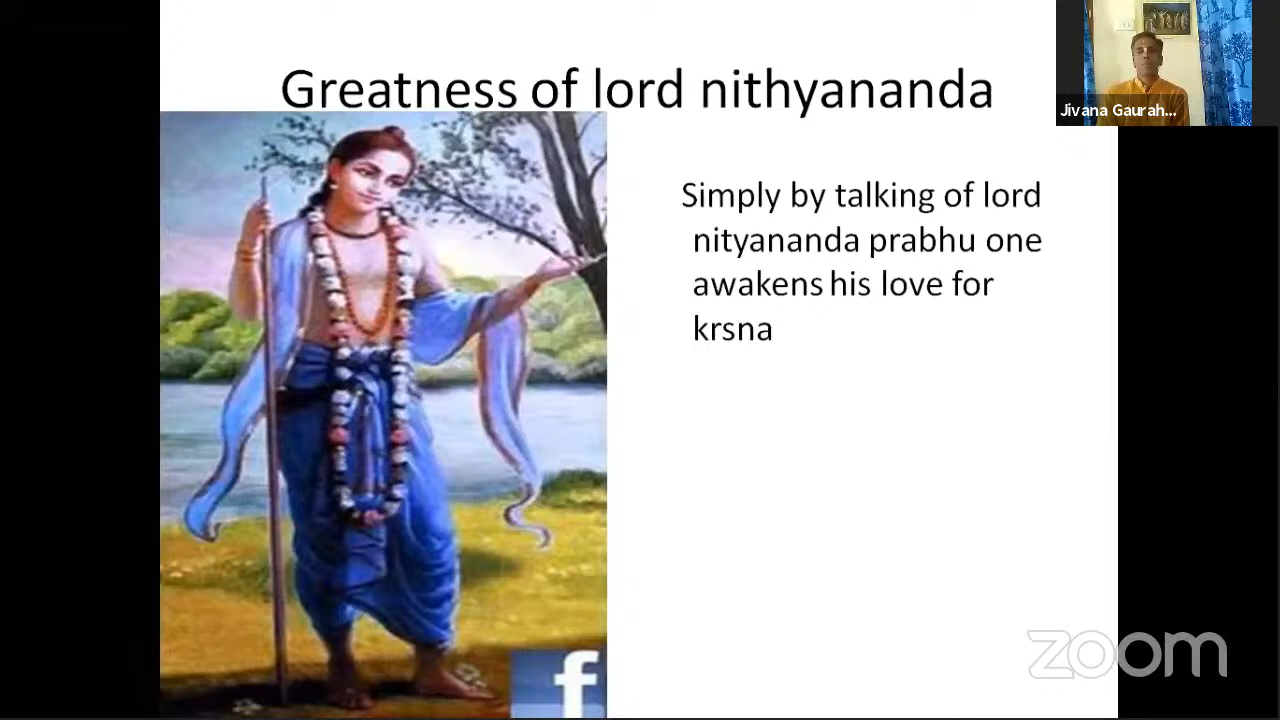 Greatness of lord nithyananda
Jivana Gaurah...
Simply by talking of lord
nityananda prabhu one
awakens his love for
krsna
f
zoom